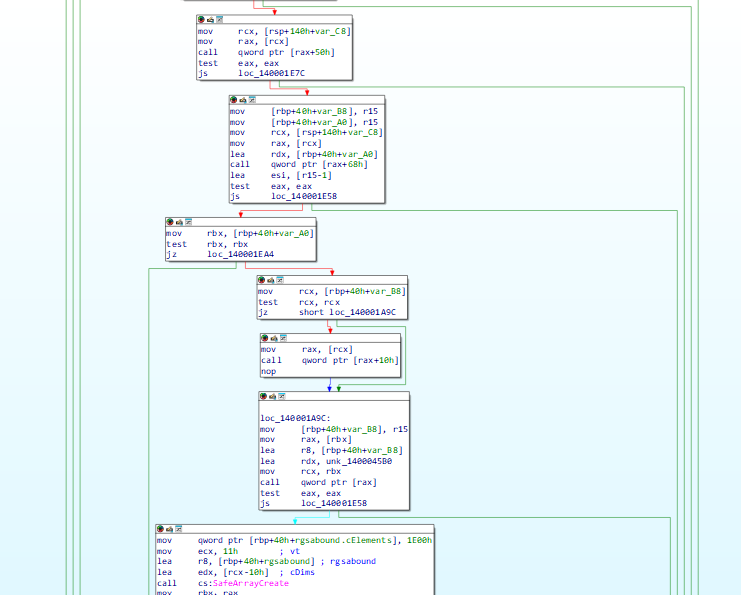 mov rcx, [rsp+140h+var_C8]
mov rax, [rcx]
call qword ptr [rax+50h]
test eax, eax
js loc_140001E7C
mov [rbp+40h+var_B8], r15
mov [rbp+40h+var_A0], r15
mov rcx, [rsp+140h+var_C8]
mov rax, [rcx]
lea rdx, [rbp+40h+var_A0]
call qword ptr [rax+68h]
lea esi, [r15-1]
test eax, eax
js loc_140001E58
mov rbx, [rbp+40h+var_A0]
test rbx, rbx
jz loc_140001EA4
mov rcx, [rbp+40h+var_B8]
test rcx, rcx
jz short loc_140001A9C
mov rax, [rcx]
call qword ptr [rax+10h]
nop
loc_140001A9C:
mov [rbp+40h+var_B8], r15
mov rax, [rbx]
lea r8, [rbp+40h+var_B8]
lea rdx, unk_1400045B0
mov rcx, rbx
call qword ptr [rax]
test eax, eax
js loc_140001E58
mov qword ptr [rbp+40h+rgsabound.cElements], 1E00h
mov ecx, 11h ; vt
lea r8, [rbp+40h+rgsabound] ; rgsabound
lea edx, [rcx-10h] ; cDims
call cs:SafeArrayCreate
mov rbx, rax